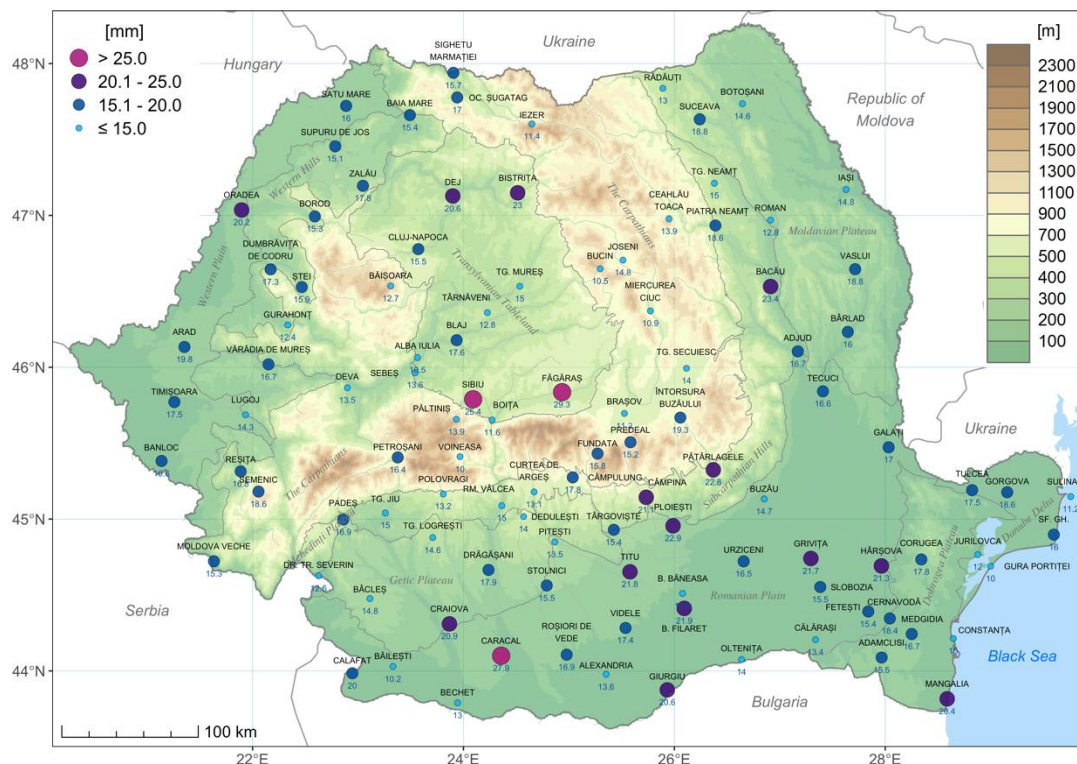 [mm]
> 25.0
20.1 - 25.0
15.1 - 20.0
≤ 15.0
[m]
2300
2100
1900
1700
1500
1300
1100
900
700
500
400
300
200
100
48°N
47°N
46°N
45°N
44°N
22°E
24°E
26°E
28°E
100 km
Ukraine
Hungary
Republic of
Moldova
Ukraine
Serbia
Bulgaria
Black Sea
Western Hills
Western Plain
The Carpathians
Transylvanian Tableland
Moldavian Plateau
The Carpathians
Subcarpathian Hills
Getic Plateau
Romanian Plain
Dobrogea Plateau
Danube Delta
SIGHETU
MARMAȚIEI
15.7
OC. ȘUGATAG
17
SATU MARE
16
BAIA MARE
15.4
IEZER
11.4
RĂDĂUȚI
13
BOTOȘANI
14.6
SUCEAVA
18.8
SUPURU DE JOS
15.1
ZALĂU
17.8
DEJ
20.6
BISTRIȚA
23
TG. NEAMȚ
15
IAȘI
14.8
ORADEA
20.2
BOROD
15.3
CEAHLĂU
TOACA
13.9
PIATRA NEAMȚ
18.6
ROMAN
12.8
CLUJ-NAPOCA
15.5
DUMBRĂVIȚA
DE CODRU
17.3
ȘTEI
15.9
BĂIȘOARA
12.7
TG. MUREȘ
15
BUCIN
10.5
JOSENI
14.8
BACĂU
23.4
VASLUI
18.8
GURAHONȚ
12.4
TÂRNĂVENI
12.8
MIERCUREA
CIUC
10.9
ARAD
19.8
VĂRĂDIA DE MUREȘ
16.7
BLAJ
17.6
ALBA IULIA
SEBEȘ
13.6
ADJUD
16.7
BÂRLAD
16
TIMIȘOARA
17.5
LUGOJ
14.3
DEVA
13.5
SIBIU
25.4
FĂGĂRAȘ
29.3
TG. SECUIESC
14
TECUCI
16.6
PĂLTINIȘ
13.9
BOIȚA
11.6
BRAȘOV
ÎNTORSURA
BUZĂULUI
19.3
BANLOC
REȘIȚA
SEMENIC
18.6
PETROȘANI
16.4
VOINEASA
10
FUNDATA
15.8
PREDEAL
15.2
GALAȚI
17
POLOVRAGI
13.2
RM. VÂLCEA
15
CURTEA DE
ARGEȘ
13.1
CÂMPULUNG
17.8
CÂMPINA
21.1
PĂTÂRLAGELE
22.8
BUZĂU
14.7
TULCEA
17.5
GORGOVA
18.6
SULINA
11.2
PADEȘ
16.9
TG. JIU
15
DEDULEȘTI
14
TÂRGOVIȘTE
15.4
PLOIEȘTI
22.9
SF. GH.
16
MOLDOVA VECHE
15.3
DR. TR. SEVERIN
12.6
TG. LOGREȘTI
14.6
PITEȘTI
13.5
JURILOVCA
12
GURA PORTIȚEI
10
BÂCLEȘ
14.8
DRĂGĂȘANI
17.9
STOLNICI
15.5
TITU
21.8
URZICENI
16.5
GRIVIȚA
21.7
HÂRȘOVA
21.3
CORUGEA
17.8
B. BĂNEASA
21.9
B. FILARET
SLOBOZIA
15.5
FETEȘTI
15.4
CERNAVODĂ
18.4
MEDGIDIA
16.7
CRAIOVA
20.9
CARACAL
27.9
ROȘIORI DE
VEDE
16.9
VIDELE
17.4
OLTENIȚA
14
CĂLĂRAȘI
13.4
ADAMCLISI
15.5
CONSTANȚA
CALAFAT
20
BĂILEȘTI
10.2
BECHET
13
ALEXANDRIA
13.6
GIURGIU
20.6
MANGALIA